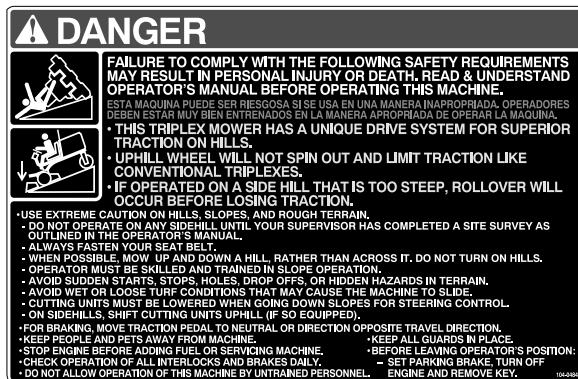 DANGER
FAILURE TO COMPLY WITH THE FOLLOWING SAFETY REQUIREMENTS
MAY RESULT IN PERSONAL INJURY OR DEATH. READ & UNDERSTAND
OPERATOR'S MANUAL BEFORE OPERATING THIS MACHINE.
ESTA MAQUINA PUEDE SER RIESGOSA SI SE USA EN UNA MANERA INAPROPRIADA. OPERADORES
DEBEN ESTAR MUY BIEN ENTRENADOS EN LA MANERA APROPRIADA DE OPERAR LA MAQUINA.
• THIS TRIPLEX MOWER HAS A UNIQUE DRIVE SYSTEM FOR SUPERIOR
TRACTION ON HILLS.
• UPHILL WHEEL WILL NOT SPIN OUT AND LIMIT TRACTION LIKE
CONVENTIONAL TRIPLEXES.
• IF OPERATED ON A SIDE HILL THAT IS TOO STEEP, ROLLOVER WILL
OCCUR BEFORE LOSING TRACTION.
•USE EXTREME CAUTION ON HILLS, SLOPES, AND ROUGH TERRAIN.
- DO NOT OPERATE ON ANY SIDEHILL UNTIL YOUR SUPERVISOR HAS COMPLETED A SITE SURVEY AS
OUTLINED IN THE OPERATOR'S MANUAL.
- ALWAYS FASTEN YOUR SEAT BELT.
- WHEN POSSIBLE, MOW UP AND DOWN A HILL, RATHER THAN ACROSS IT. DO NOT TURN ON HILLS.
- OPERATOR MUST BE SKILLED AND TRAINED IN SLOPE OPERATION.
- AVOID SUDDEN STARTS, STOPS, HOLES, DROP OFFS, OR HIDDEN HAZARDS IN TERRAIN.
- AVOID WET OR LOOSE TURF CONDITIONS THAT MAY CAUSE THE MACHINE TO SLIDE.
- CUTTING UNITS MUST BE LOWERED WHEN GOING DOWN SLOPES FOR STEERING CONTROL.
- ON SIDEHILLS, SHIFT CUTTING UNITS UPHILL (IF SO EQUIPPED).
•FOR BRAKING, MOVE TRACTION PEDAL TO NEUTRAL OR DIRECTION OPPOSITE TRAVEL DIRECTION.
•KEEP PEOPLE AND PETS AWAY FROM MACHINE.
•STOP ENGINE BEFORE ADDING FUEL OR SERVICING MACHINE.
•CHECK OPERATION OF ALL INTERLOCKS AND BRAKES DAILY.
• DO NOT ALLOW OPERATION OF THIS MACHINE BY UNTRAINED PERSONNEL.
•KEEP ALL GUARDS IN PLACE.
•BEFORE LEAVING OPERATOR'S POSITION:
– SET PARKING BRAKE, TURN OFF
ENGINE AND REMOVE KEY.
104-0484